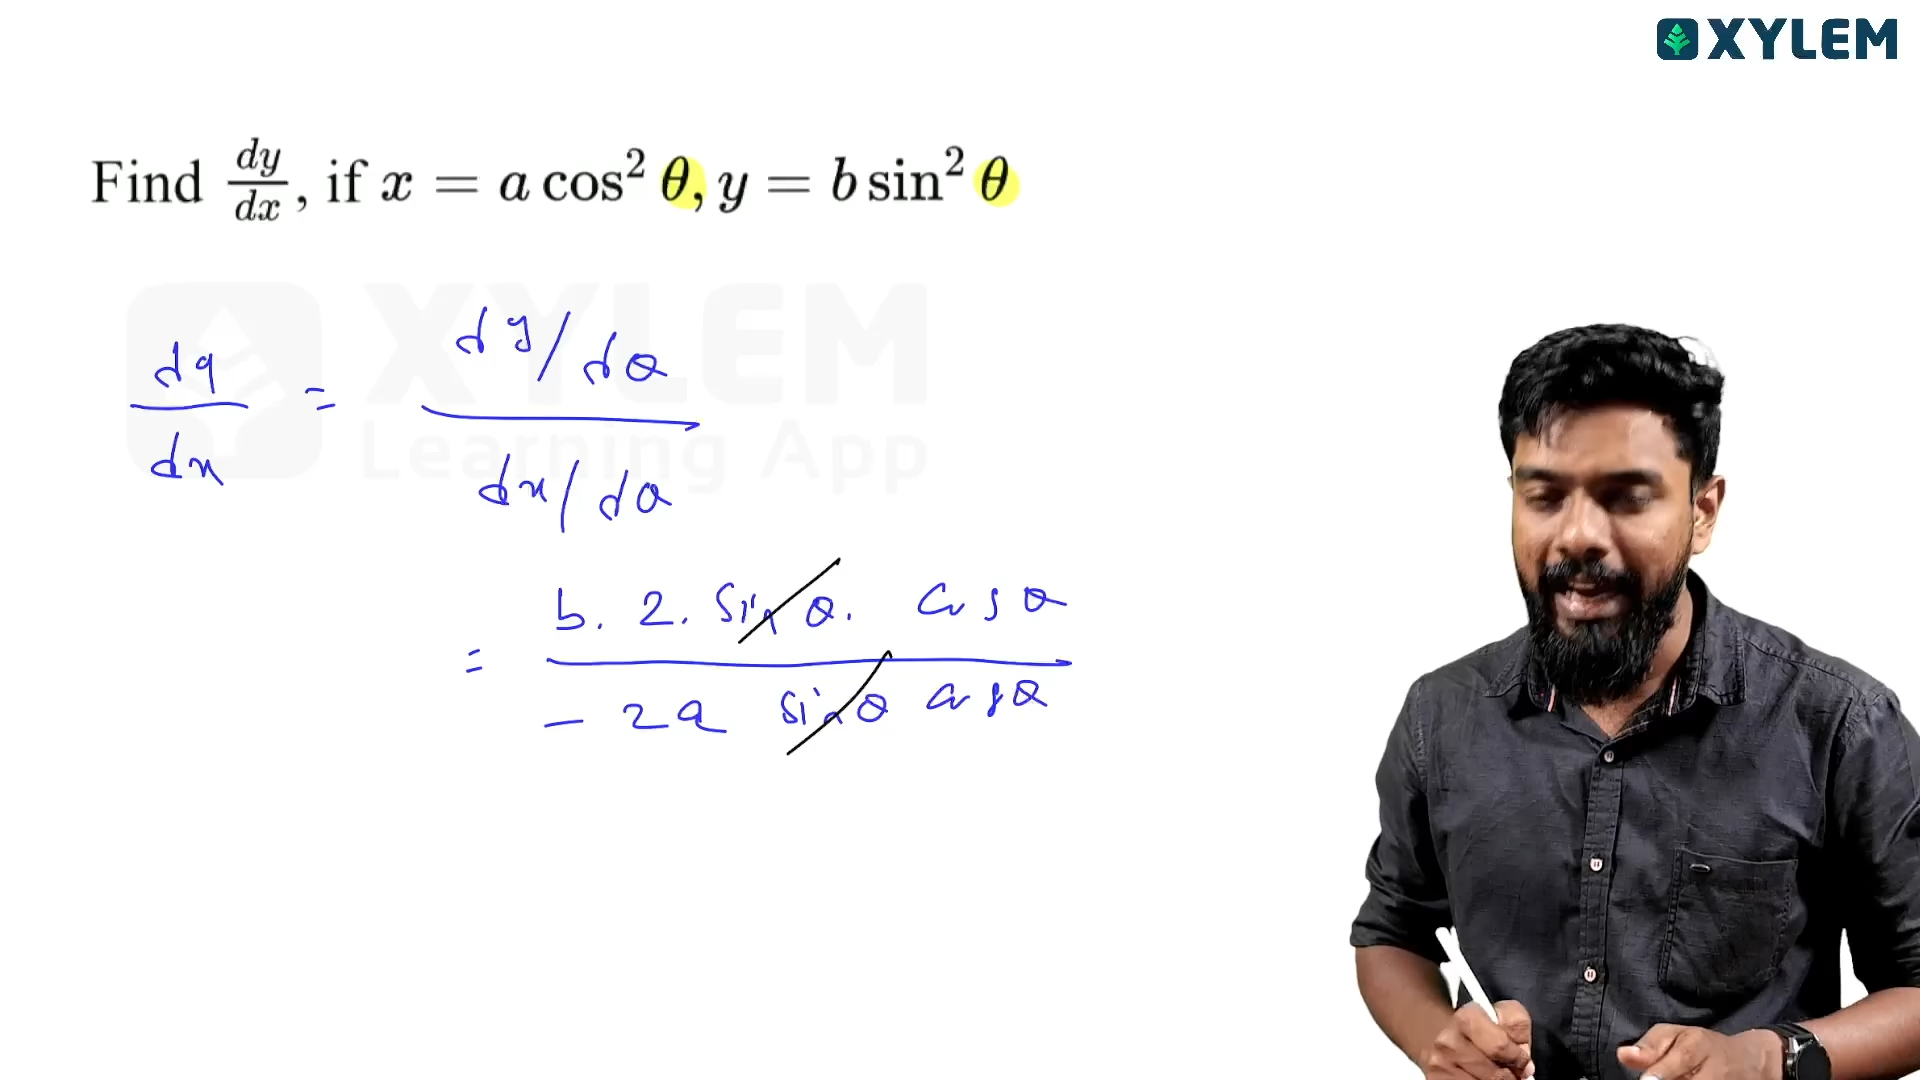 XYLEM
Find dy/dx, if x = a cos² θ, y = b sin² θ
XYLEM
Learning App
dy/dx = (dy/dθ)/(dx/dθ)
= (b. 2. sin θ. cos θ)/(- 2a sin θ cos θ)